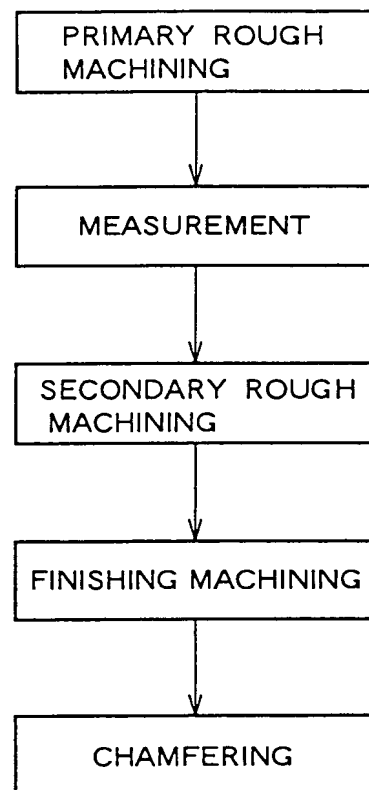 PRIMARY ROUGH
MACHINING
MEASUREMENT
SECONDARY ROUGH
MACHINING
FINISHING MACHINING
CHAMFERING